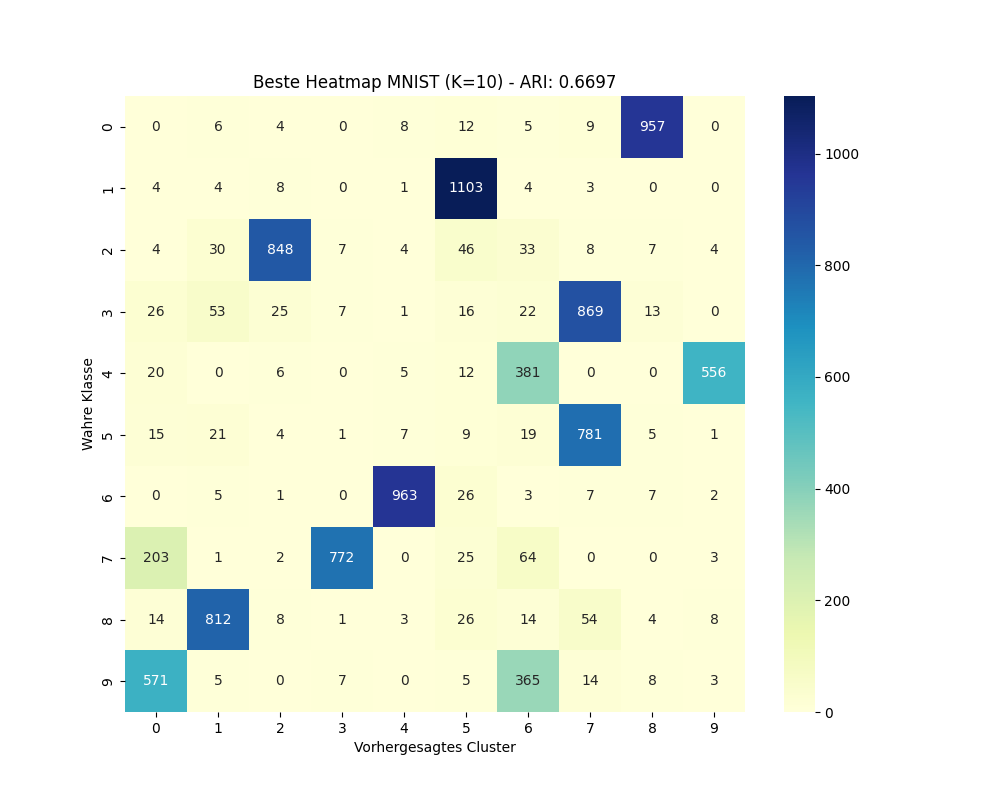 Beste Heatmap MNIST (K=10) - ARI: 0.6697
0 0 6 4 0 8 12 5 9 957 0
1 4 4 8 0 1 1103 4 3 0 0
2 4 30 848 7 4 46 33 8 7 4
3 26 53 25 7 1 16 22 869 13 0
4 20 0 6 0 5 12 381 0 0 556
5 15 21 4 1 7 9 19 781 5 1
6 0 5 1 0 963 26 3 7 7 2
7 203 1 2 772 0 25 64 0 0 3
8 14 812 8 1 3 26 14 54 4 8
9 571 5 0 7 0 5 365 14 8 3
0 1 2 3 4 5 6 7 8 9
Vorhergesagtes Cluster
Wahre Klasse
1000
800
600
400
200
0